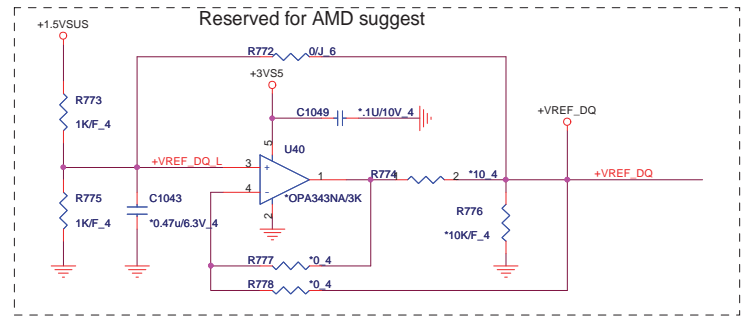 Reserved for AMD suggest
+1.5VSUS
R772 0/J_6
+3VS5
R773
1K/F_4
C1049 *.1U/10V_4
+VREF_DQ
5
U40
+VREF_DQ_L 3 + 1
R774 1 2 *10_4
+VREF_DQ
4 -
*OPA343NA/3K
R775
1K/F_4
C1043
*0.47u/6.3V_4
2
R776
*10K/F_4
R777 *0_4
R778 *0_4